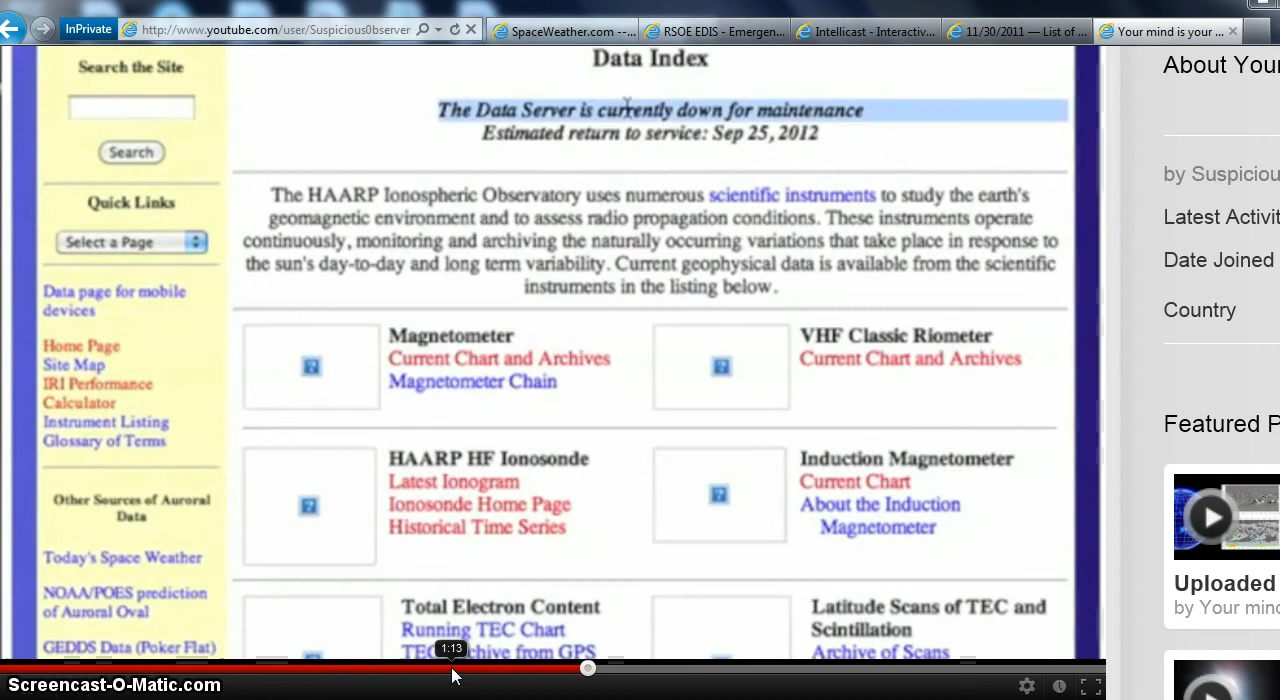 InPrivate
http://www.youtube.com/user/Suspicious0bserver
SpaceWeather.com --...
RSOE EDIS - Emergen...
Intellicast - Interactiv...
11/30/2011 — List of ...
Your mind is your ...
Search the Site
Search
Quick Links
Select a Page
Data page for mobile
devices
Home Page
Site Map
IRI Performance
Calculator
Instrument Listing
Glossary of Terms
Other Sources of Auroral
Data
Today's Space Weather
NOAA/POES prediction
of Auroral Oval
GEDDS Data (Poker Flat)
Data Index
The Data Server is currently down for maintenance
Estimated return to service: Sep 25, 2012
The HAARP Ionospheric Observatory uses numerous scientific instruments to study the earth's
geomagnetic environment and to assess radio propagation conditions. These instruments operate
continuously, monitoring and archiving the naturally occurring variations that take place in response to
the sun's day-to-day and long term variability. Current geophysical data is available from the scientific
instruments in the listing below.
Magnetometer
Current Chart and Archives
Magnetometer Chain
VHF Classic Riometer
Current Chart and Archives
HAARP HF Ionosonde
Latest Ionogram
Ionosonde Home Page
Historical Time Series
Induction Magnetometer
Current Chart
About the Induction
Magnetometer
Total Electron Content
Running TEC Chart
from GPS
Latitude Scans of TEC and
Scintillation
Archive of Scans
1:13
About Your
by Suspiciou
Latest Activit
Date Joined
Country
Featured P
Uploaded
by Your mind
Screencast-O-Matic.com